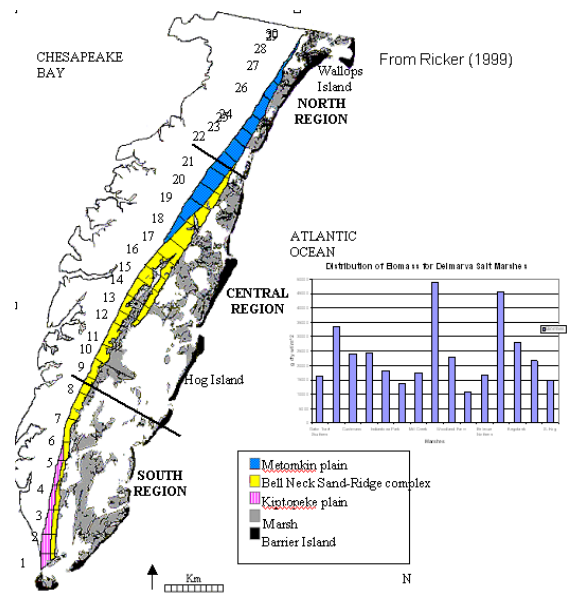 CHESAPEAKE
BAY
From Ricker (1999)
30
29
28
27
26
25
24
23
22
21
20
19
18
17
16
15
14
13
12
11
10
9
8
7
6
5
4
3
2
1
Wallops
Island
NORTH
REGION
ATLANTIC
OCEAN
CENTRAL
REGION
Hog Island
SOUTH
REGION
Distribution of Biomass for Delmarva Salt Marshes
Marshes
Metomkin plain
Bell Neck Sand-Ridge complex
Kiptopeke plain
Marsh
Barrier Island
Km
N